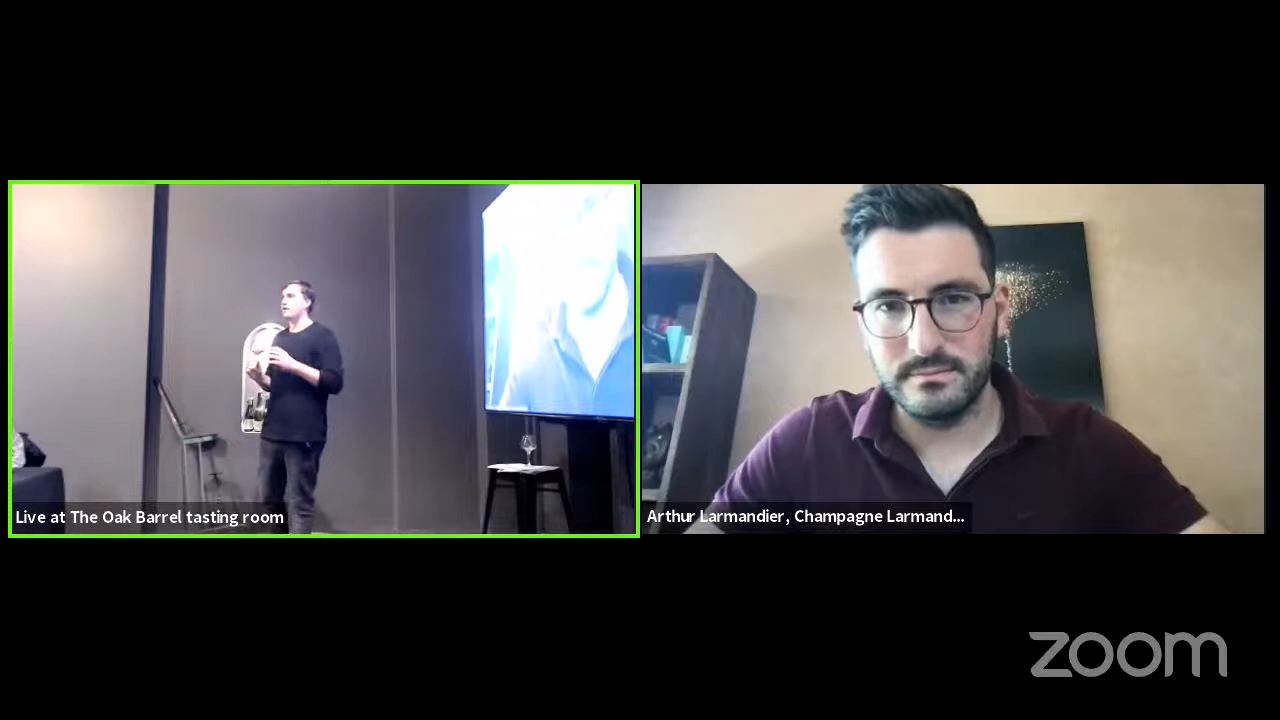 Live at The Oak Barrel tasting room
Arthur Larmandier, Champagne Larmand...
zoom